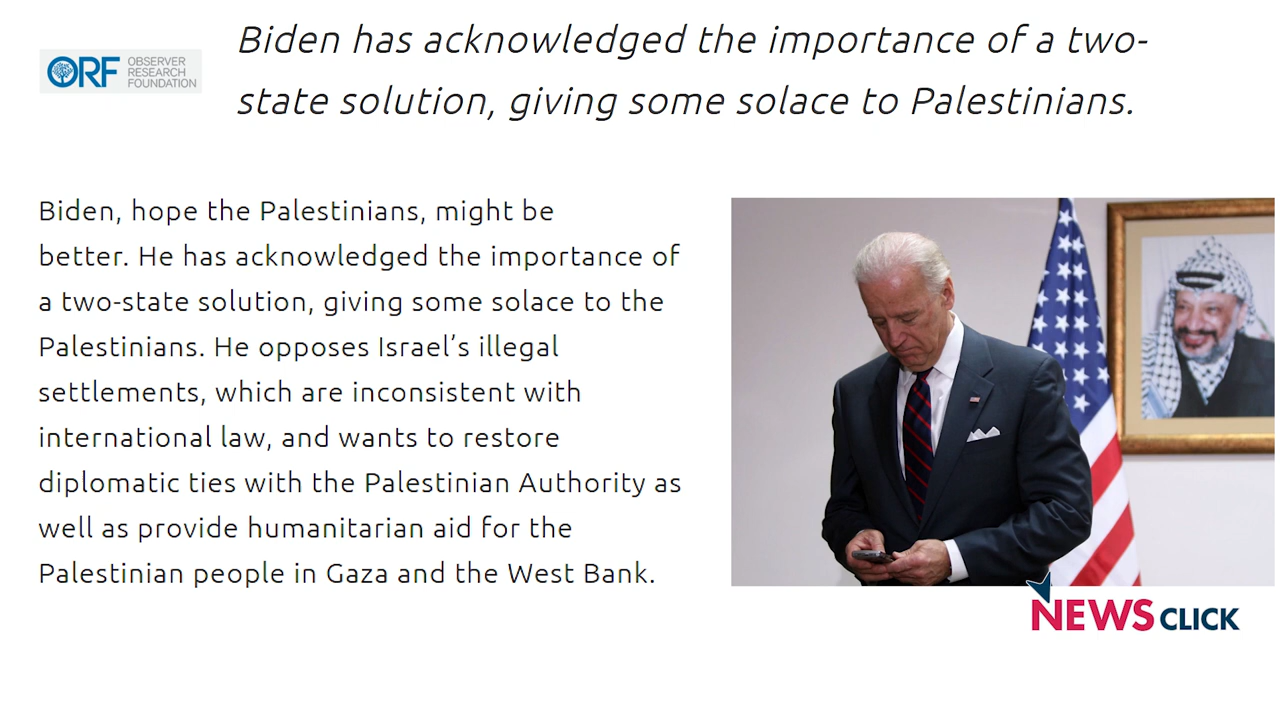 Biden has acknowledged the importance of a two-
state solution, giving some solace to Palestinians.
ORF
OBSERVER
RESEARCH
FOUNDATION
Biden, hope the Palestinians, might be
better. He has acknowledged the importance of
a two-state solution, giving some solace to the
Palestinians. He opposes Israel’s illegal
settlements, which are inconsistent with
international law, and wants to restore
diplomatic ties with the Palestinian Authority as
well as provide humanitarian aid for the
Palestinian people in Gaza and the West Bank.
NEWS CLICK